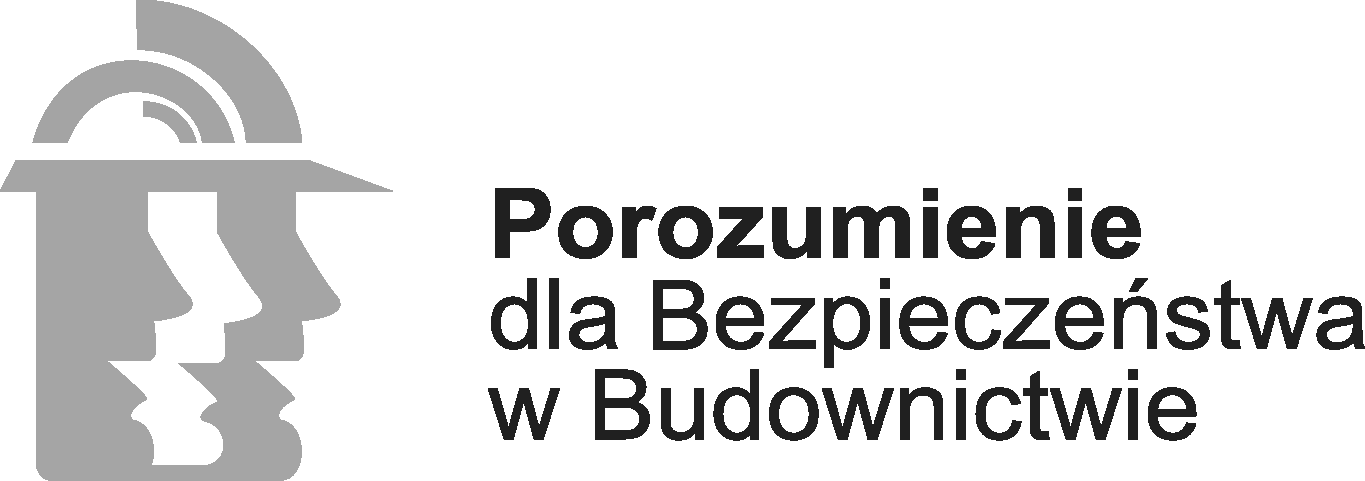 Porozumienie
dla Bezpieczeństwa
w Budownictwie